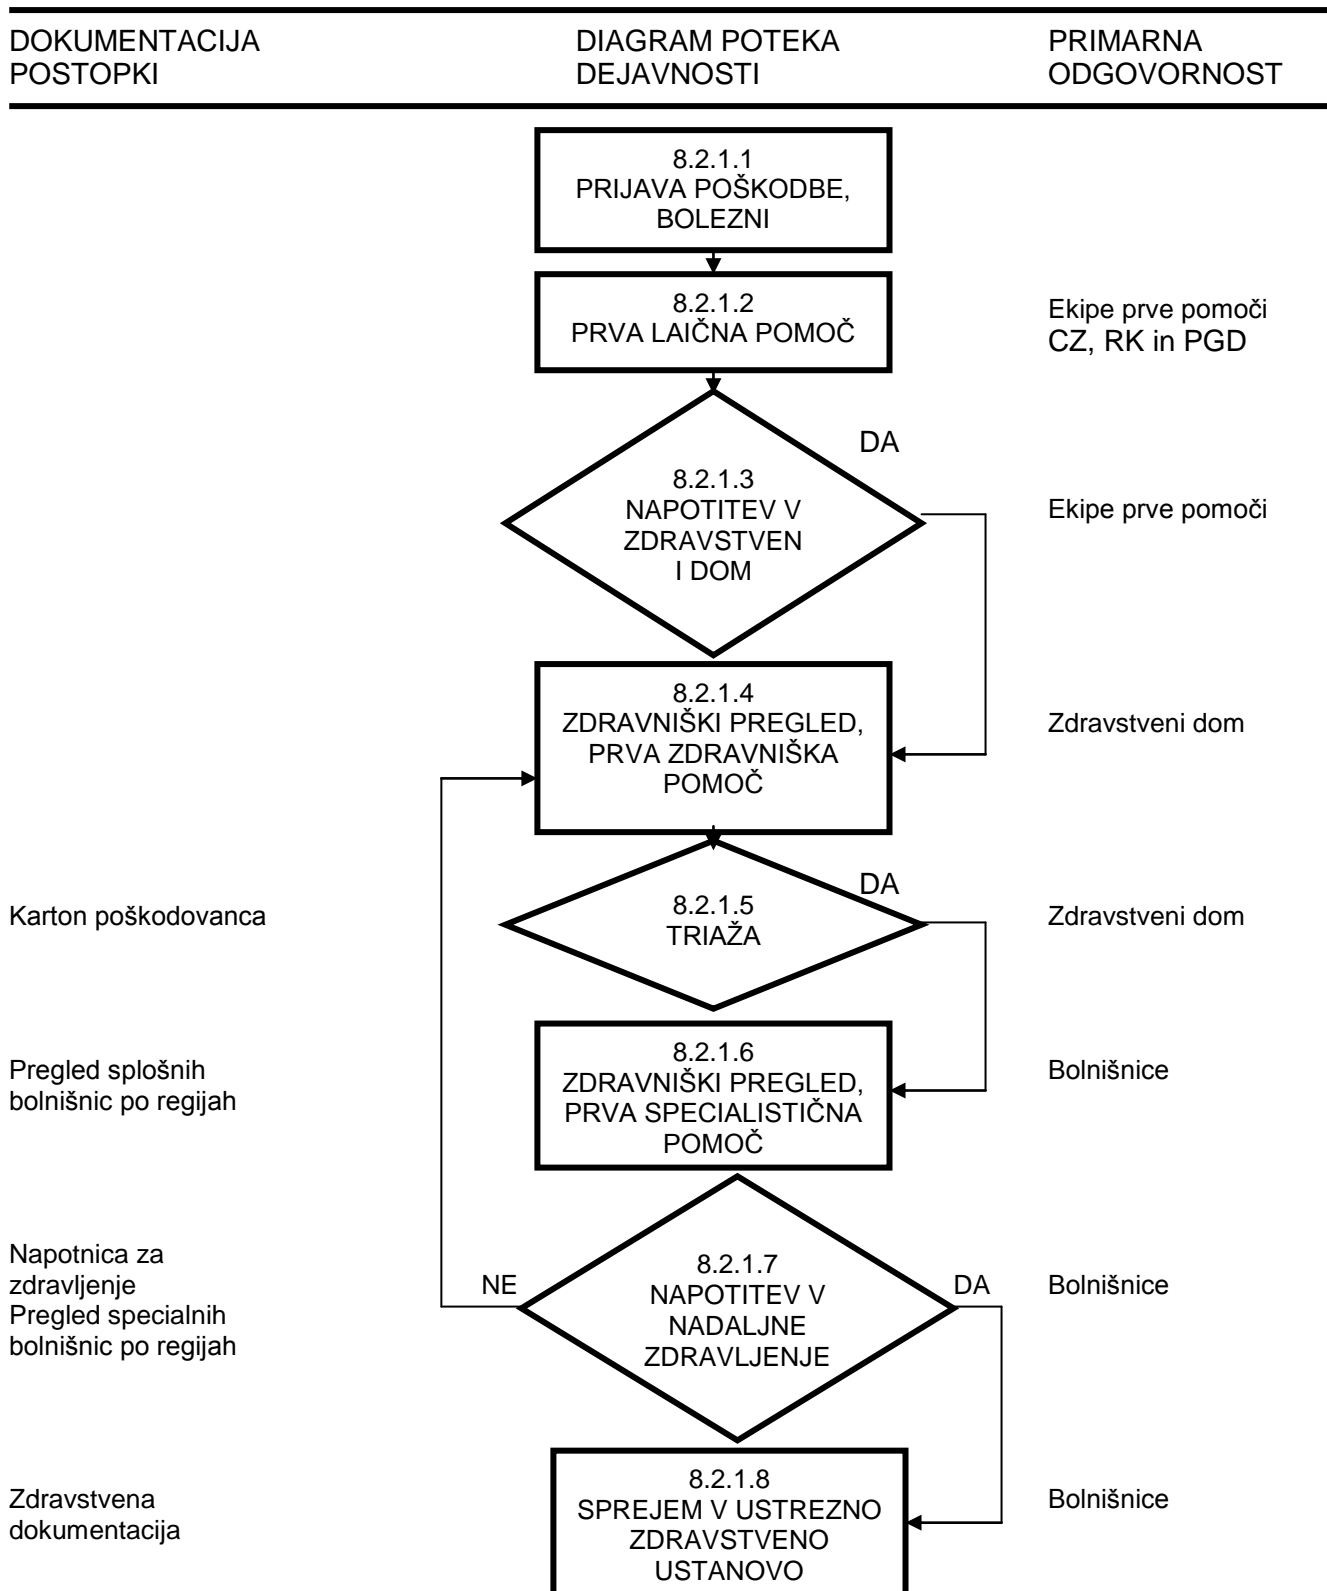 DOKUMENTACIJA
POSTOPKI
DIAGRAM POTEKA
DEJAVNOSTI
PRIMARNA
ODGOVORNOST
8.2.1.1
PRIJAVA POŠKODBE,
BOLEZNI
8.2.1.2
PRVA LAIČNA POMOČ
Ekipe prve pomoči
CZ, RK in PGD
DA
8.2.1.3
NAPOTITEV V
ZDRAVSTVEN
I DOM
Ekipe prve pomoči
8.2.1.4
ZDRAVNIŠKI PREGLED,
PRVA ZDRAVNIŠKA
POMOČ
Zdravstveni dom
Karton poškodovanca
8.2.1.5
TRIAŽA
DA
Zdravstveni dom
Pregled splošnih
bolnišnic po regijah
8.2.1.6
ZDRAVNIŠKI PREGLED,
PRVA SPECIALISTIČNA
POMOČ
Bolnišnice
Napotnica za
zdravljenje
Pregled specialnih
bolnišnic po regijah
NE
8.2.1.7
NAPOTITEV V
NADALJNE
ZDRAVLJENJE
DA
Bolnišnice
Zdravstvena
dokumentacija
8.2.1.8
SPREJEM V USTREZNO
ZDRAVSTVENO
USTANOVO
Bolnišnice